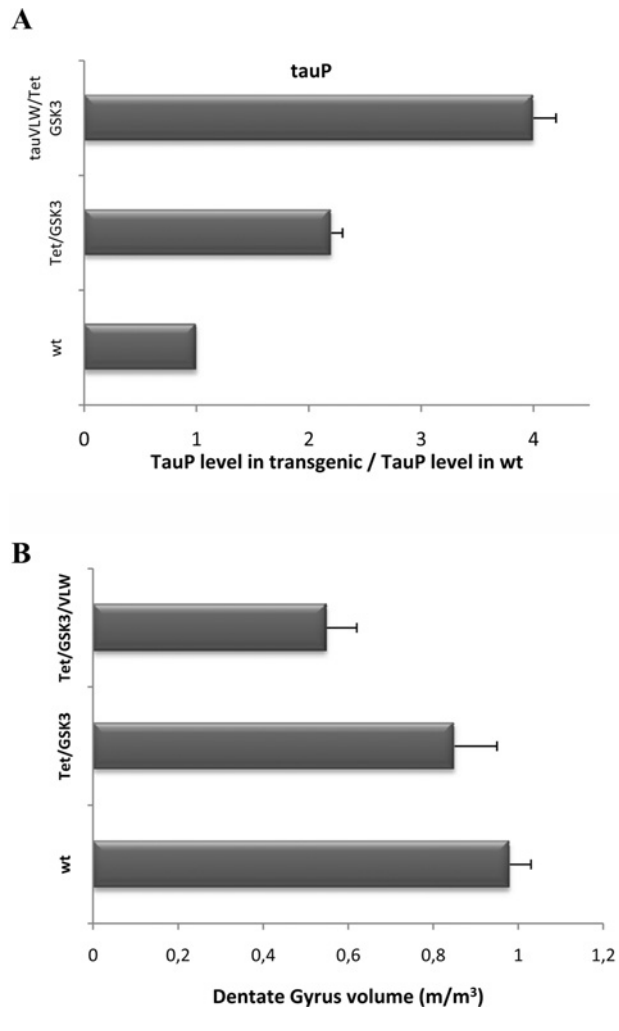 A
tauP
tauVLW/Tet
GSK3
Tet/GSK3
wt
0 1 2 3 4
TauP level in transgenic / TauP level in wt
B
Tet/GSK3/VLW
Tet/GSK3
wt
0 0,2 0,4 0,6 0,8 1 1,2
Dentate Gyrus volume (m/m³)